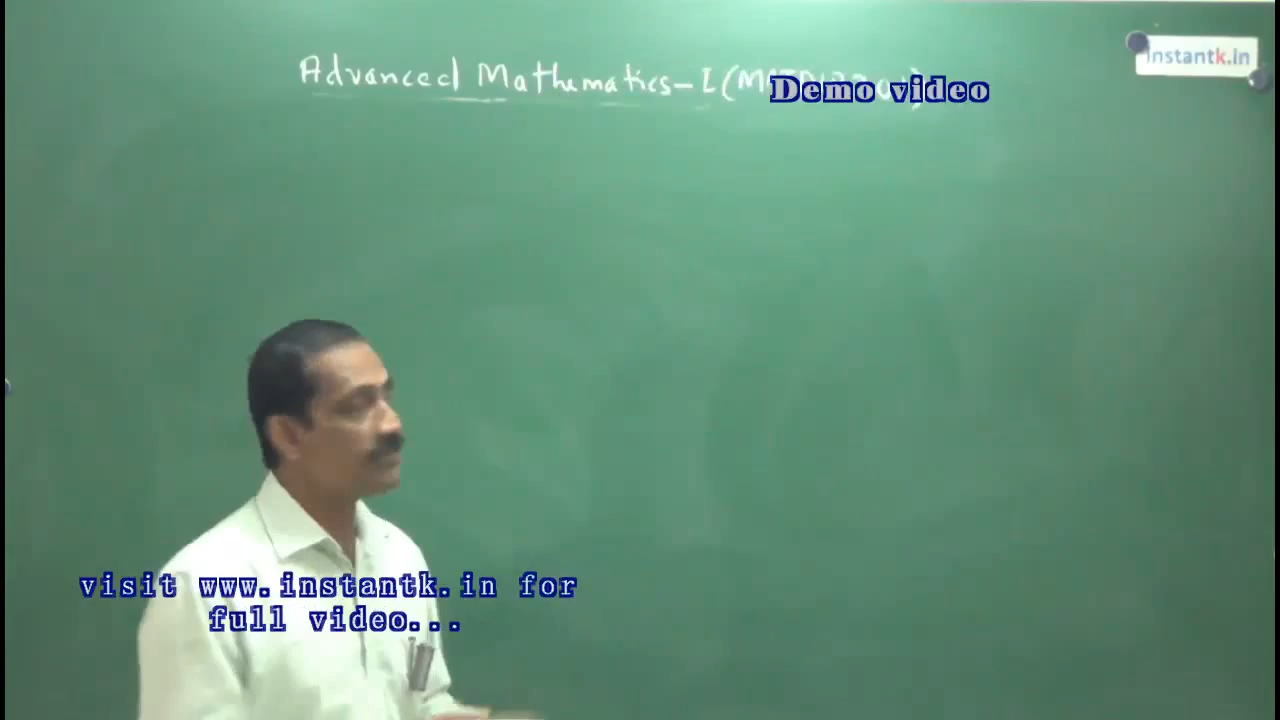 Advanced Mathematics-I
Demo video
instantk.in
visit www.instantk.in for
full video...